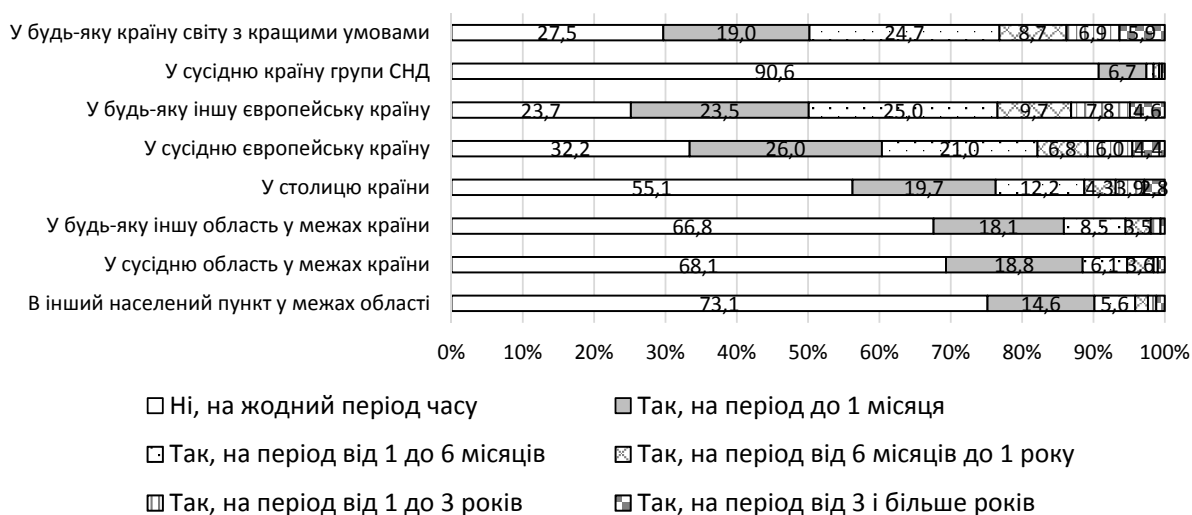 У будь-яку країну світу з кращими умовами 27,5 19,0 24,7 8,7 6,9 5,9
У сусідню країну групи СНД 90,6 6,7
У будь-яку іншу європейську країну 23,7 23,5 25,0 9,7 7,8 4,6
У сусідню європейську країну 32,2 26,0 21,0 6,8 6,0 4,4
У столицю країни 55,1 19,7 12,2 4,3 3,9 2,8
У будь-яку іншу область у межах країни 66,8 18,1 8,5 3,5
У сусідню область у межах країни 68,1 18,8 6,1 3,6
В інший населений пункт у межах області 73,1 14,6 5,6
0% 10% 20% 30% 40% 50% 60% 70% 80% 90% 100%
Ні, на жодний період часу Так, на період до 1 місяця
Так, на період від 1 до 6 місяців Так, на період від 6 місяців до 1 року
Так, на період від 1 до 3 років Так, на період від 3 і більше років